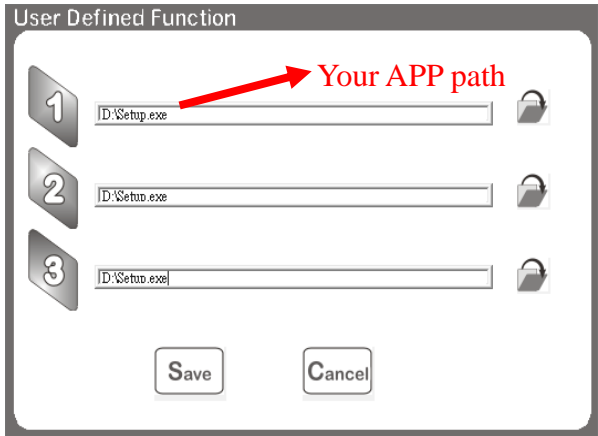 User Defined Function
Your APP path
1
D:\Setup.exe
2
D:\Setup.exe
3
D:\Setup.exe
Save
Cancel